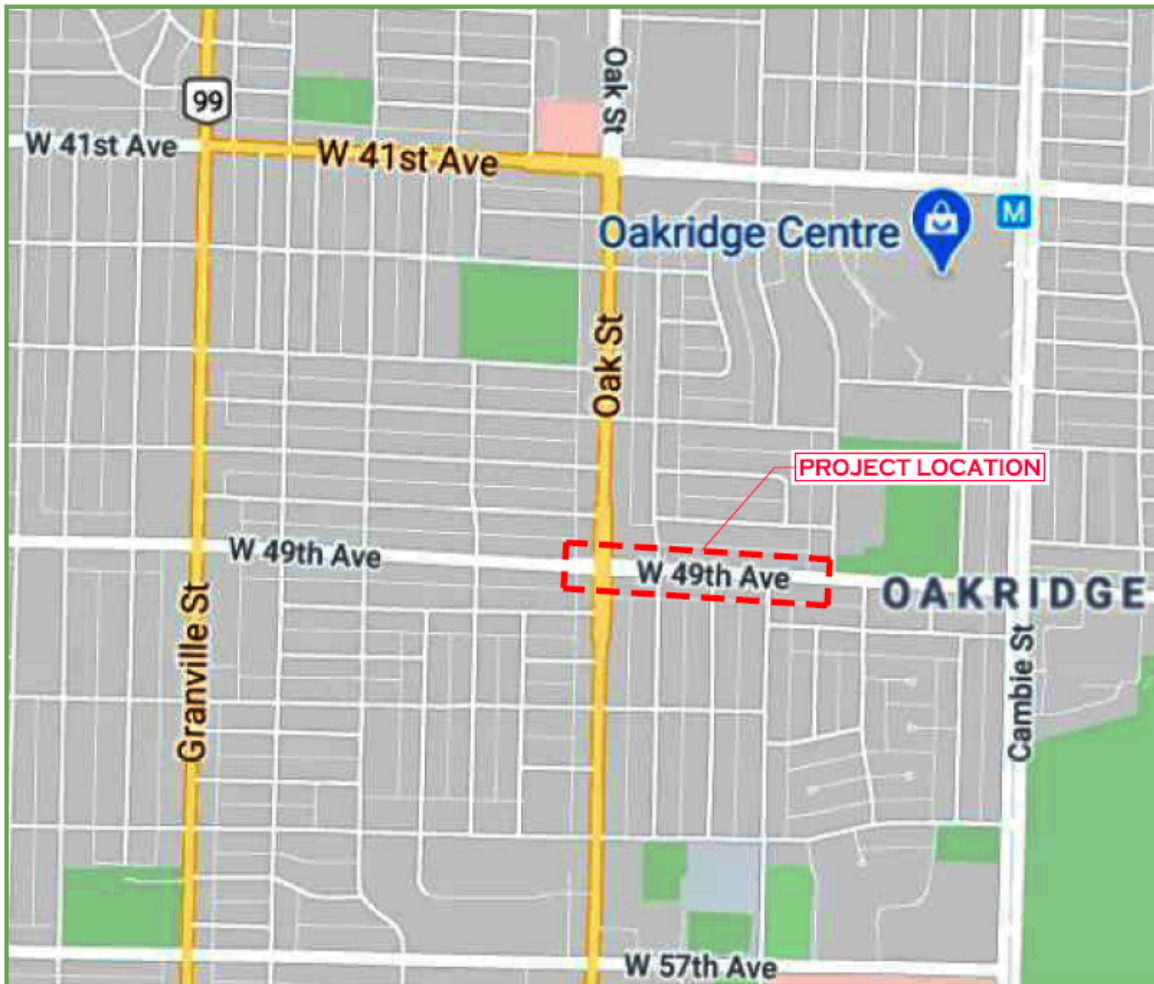 Oak St
99
W 41st Ave
W 41st Ave
M
Oakridge Centre
Oak St
PROJECT LOCATION
W 49th Ave
W 49th Ave
OAKRIDGE
Granville St
Cambie St
W 57th Ave